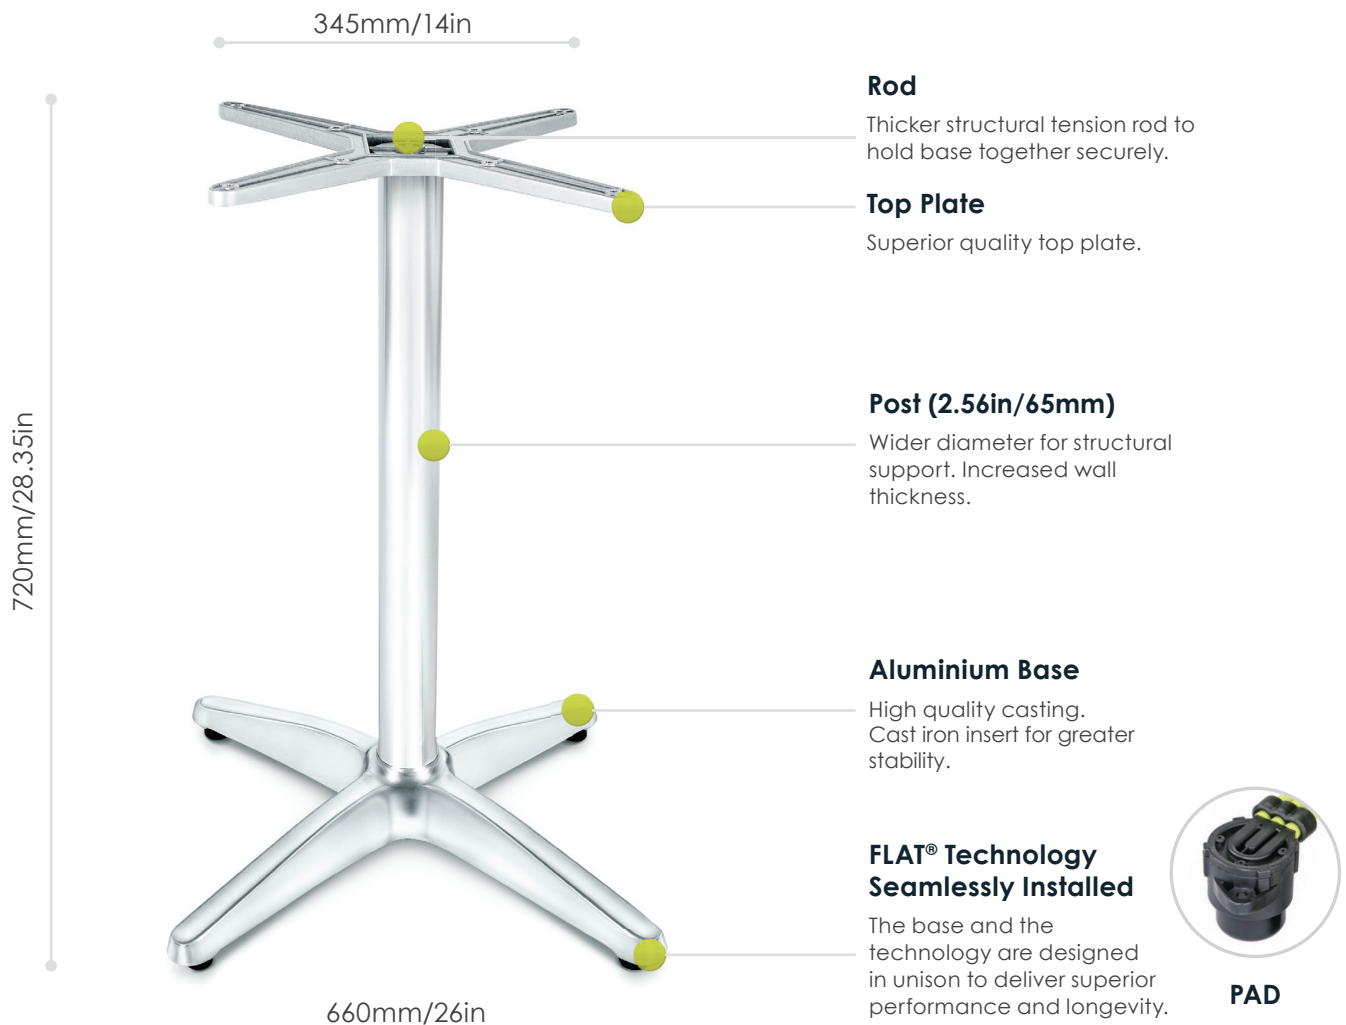 345mm/14in
Rod
Thicker structural tension rod to
hold base together securely.
Top Plate
Superior quality top plate.
720mm/28.35in
Post (2.56in/65mm)
Wider diameter for structural
support. Increased wall
thickness.
Aluminium Base
High quality casting.
Cast iron insert for greater
stability.
FLAT® Technology
Seamlessly Installed
The base and the
technology are designed
in unison to deliver superior
performance and longevity.
PAD
660mm/26in